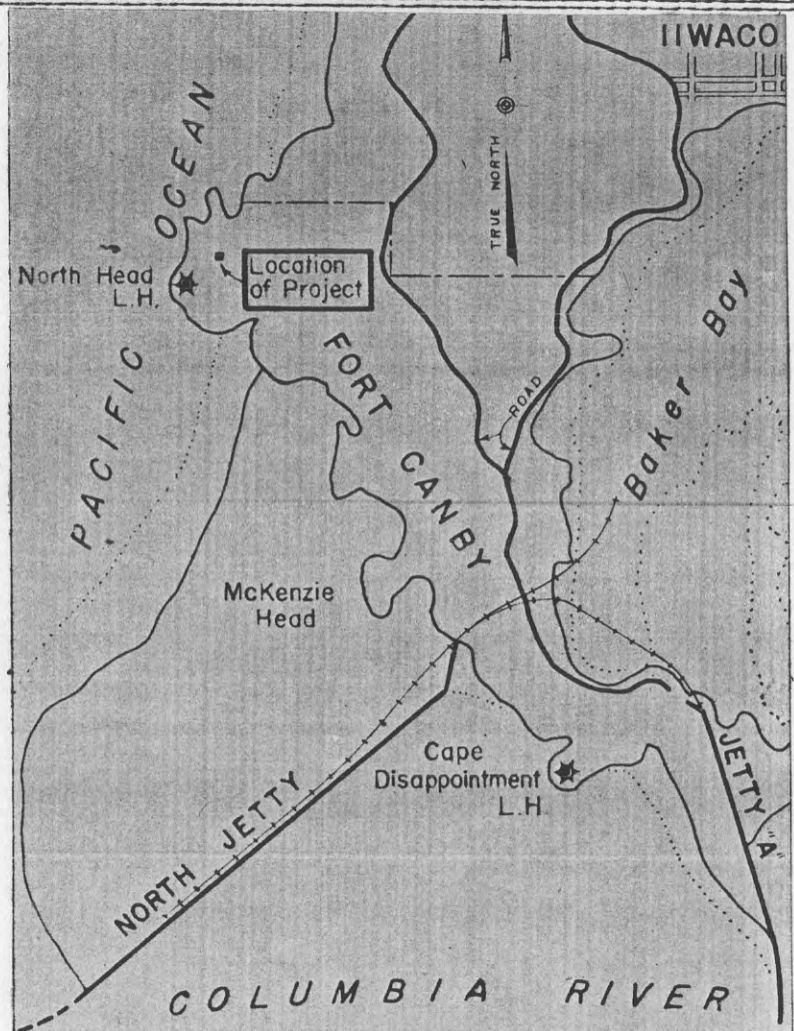 IIWACO
OCEAN
TRUE NORTH
North Head
L.H.
Location
of Project
PACIFIC
FORT CANBY
ROAD
Baker Bay
McKenzie
Head
Cape
Disappointment
L.H.
NORTH JETTY
JETTY "A"
COLUMBIA RIVER